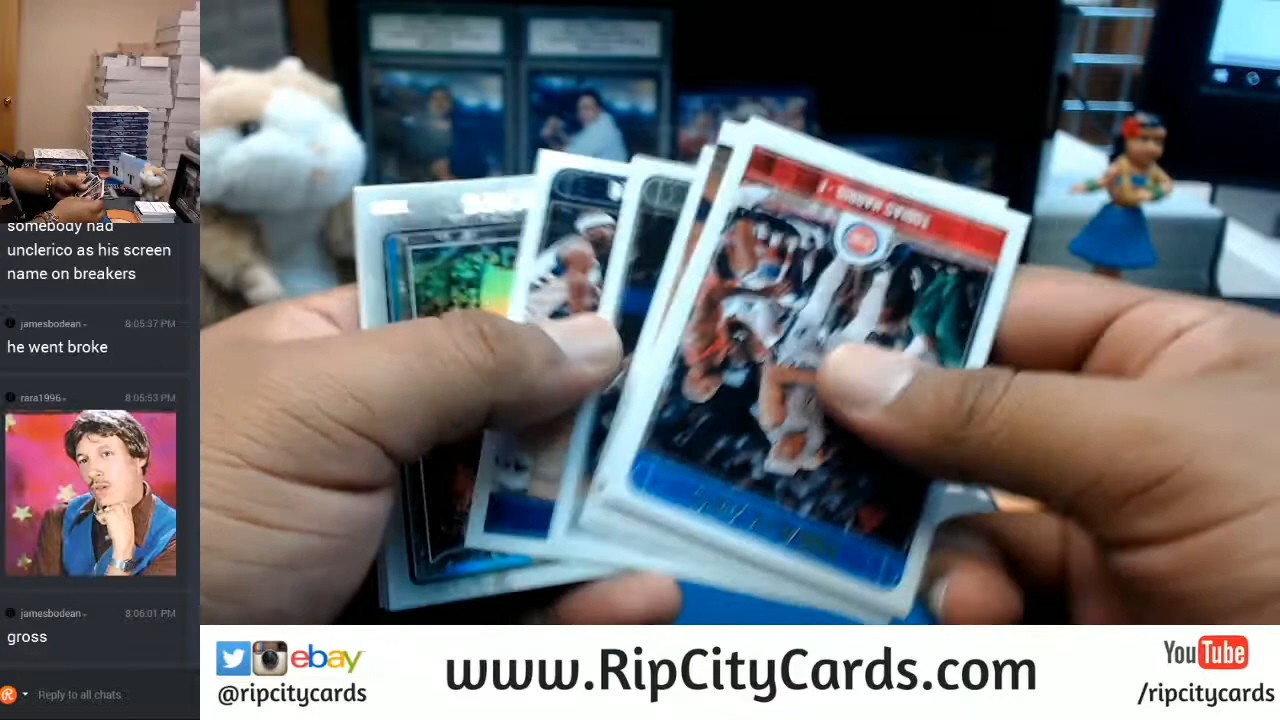 somebody had
unclerico as his screen
name on breakers
jamesbodean
8:05:37 PM
he went broke
rara1996
8:05:53 PM
jamesbodean
8:06:01 PM
gross
Reply to all chats
TOBIAS HARRIS
ebay
@ripcitycards
www.RipCityCards.com
YouTube
/ripcitycards